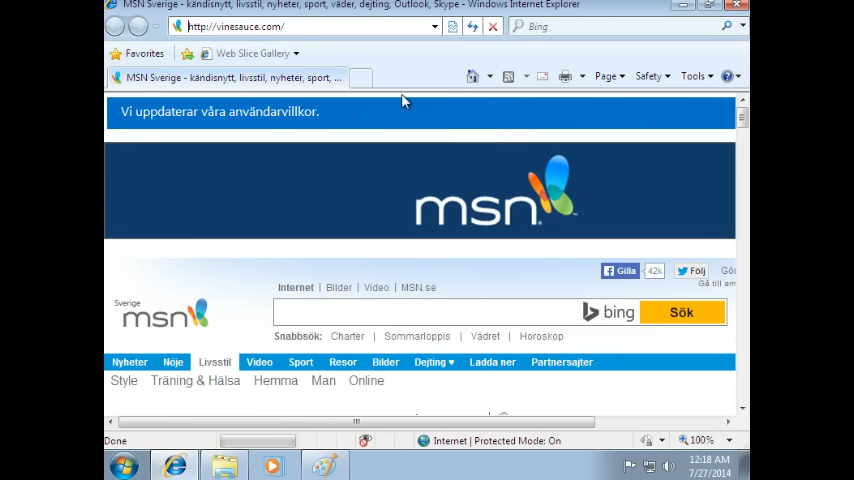 MSN Sverige - kändisnytt, livsstil, nyheter, sport, väder, dejting, Outlook, Skype - Windows Internet Explorer
http://vinesauce.com/
Bing
Favorites
Web Slice Gallery
MSN Sverige - kändisnytt, livsstil, nyheter, sport, ...
Page
Safety
Tools
Vi uppdaterar våra användarvillkor.
msn
Gilla 42k Följ
Gå till am
Internet | Bilder | Video | MSN.se
Sverige
msn
bing
Sök
Snabbsök: Charter | Sommarloppis | Vädret | Horoskop
Nyheter Nöje Livsstil Video Sport Resor Bilder Dejting ♥ Ladda ner Partnersajter
Style Träning & Hälsa Hemma Man Online
Done
Internet | Protected Mode: On
100%
12:18 AM
7/27/2014